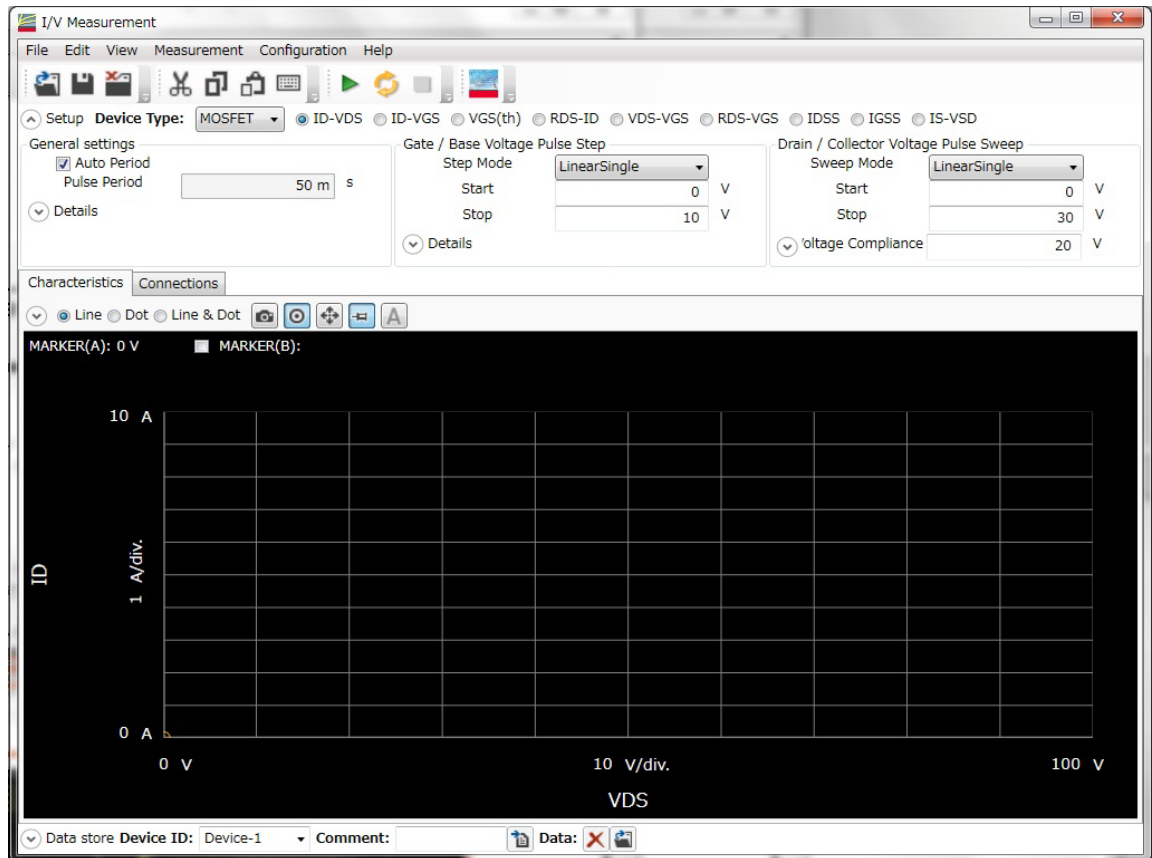 I/V Measurement
File Edit View Measurement Configuration Help
Setup Device Type: MOSFET ID-VDS ID-VGS VGS(th) RDS-ID VDS-VGS RDS-VGS IDSS IGSS IS-VSD
General settings
Auto Period
Pulse Period 50 m s
Details
Gate / Base Voltage Pulse Step
Step Mode LinearSingle
Start 0 V
Stop 10 V
Details
Drain / Collector Voltage Pulse Sweep
Sweep Mode LinearSingle
Start 0 V
Stop 30 V
'oltage Compliance 20 V
Characteristics Connections
Line Dot Line & Dot A
MARKER(A): 0 V MARKER(B):
10 A
1 A/div.
ID
0 A
0 V 10 V/div. 100 V
VDS
Data store Device ID: Device-1 Comment: Data: